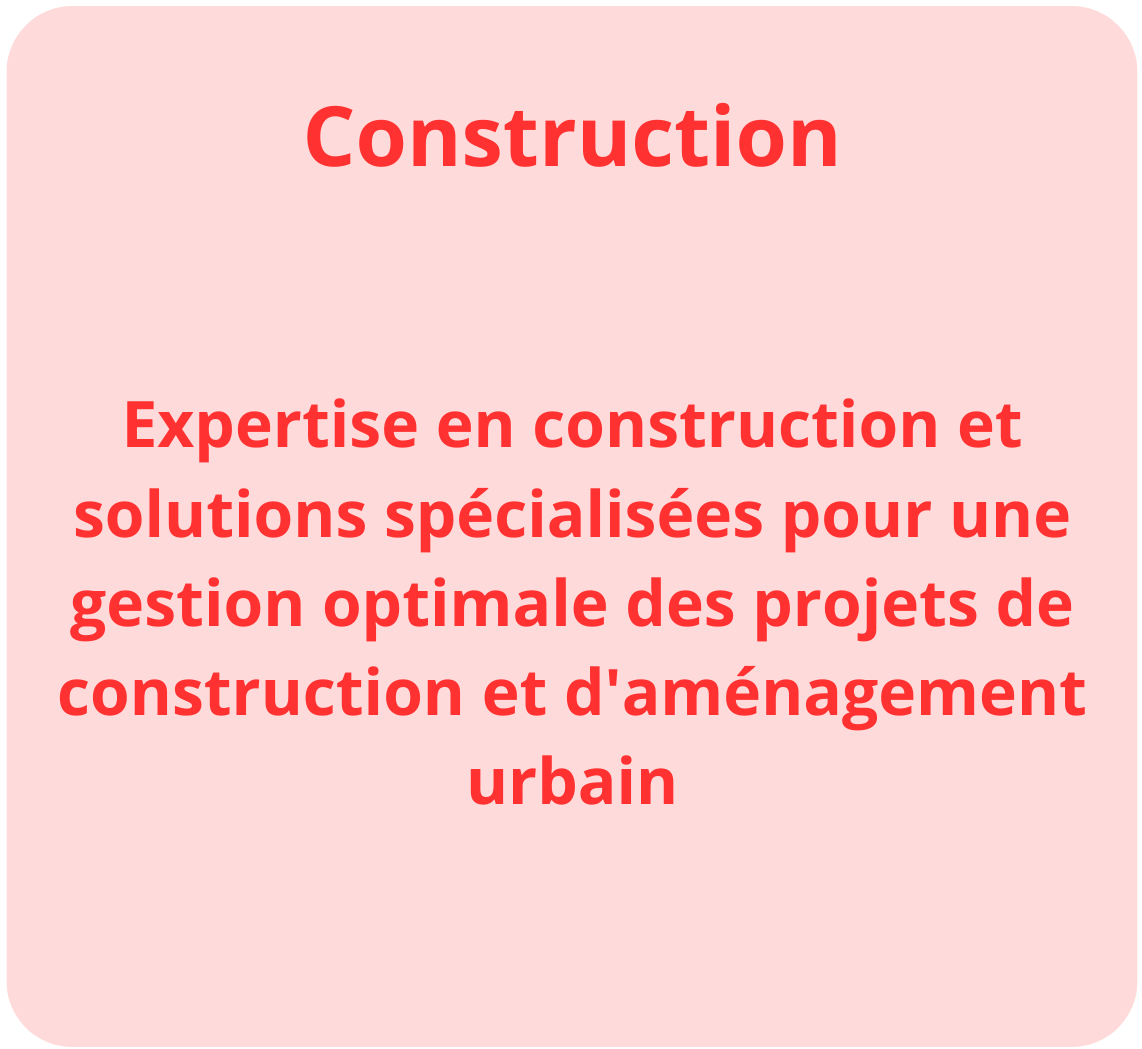 Construction
Expertise en construction et
solutions spécialisées pour une
gestion optimale des projets de
construction et d'aménagement
urbain